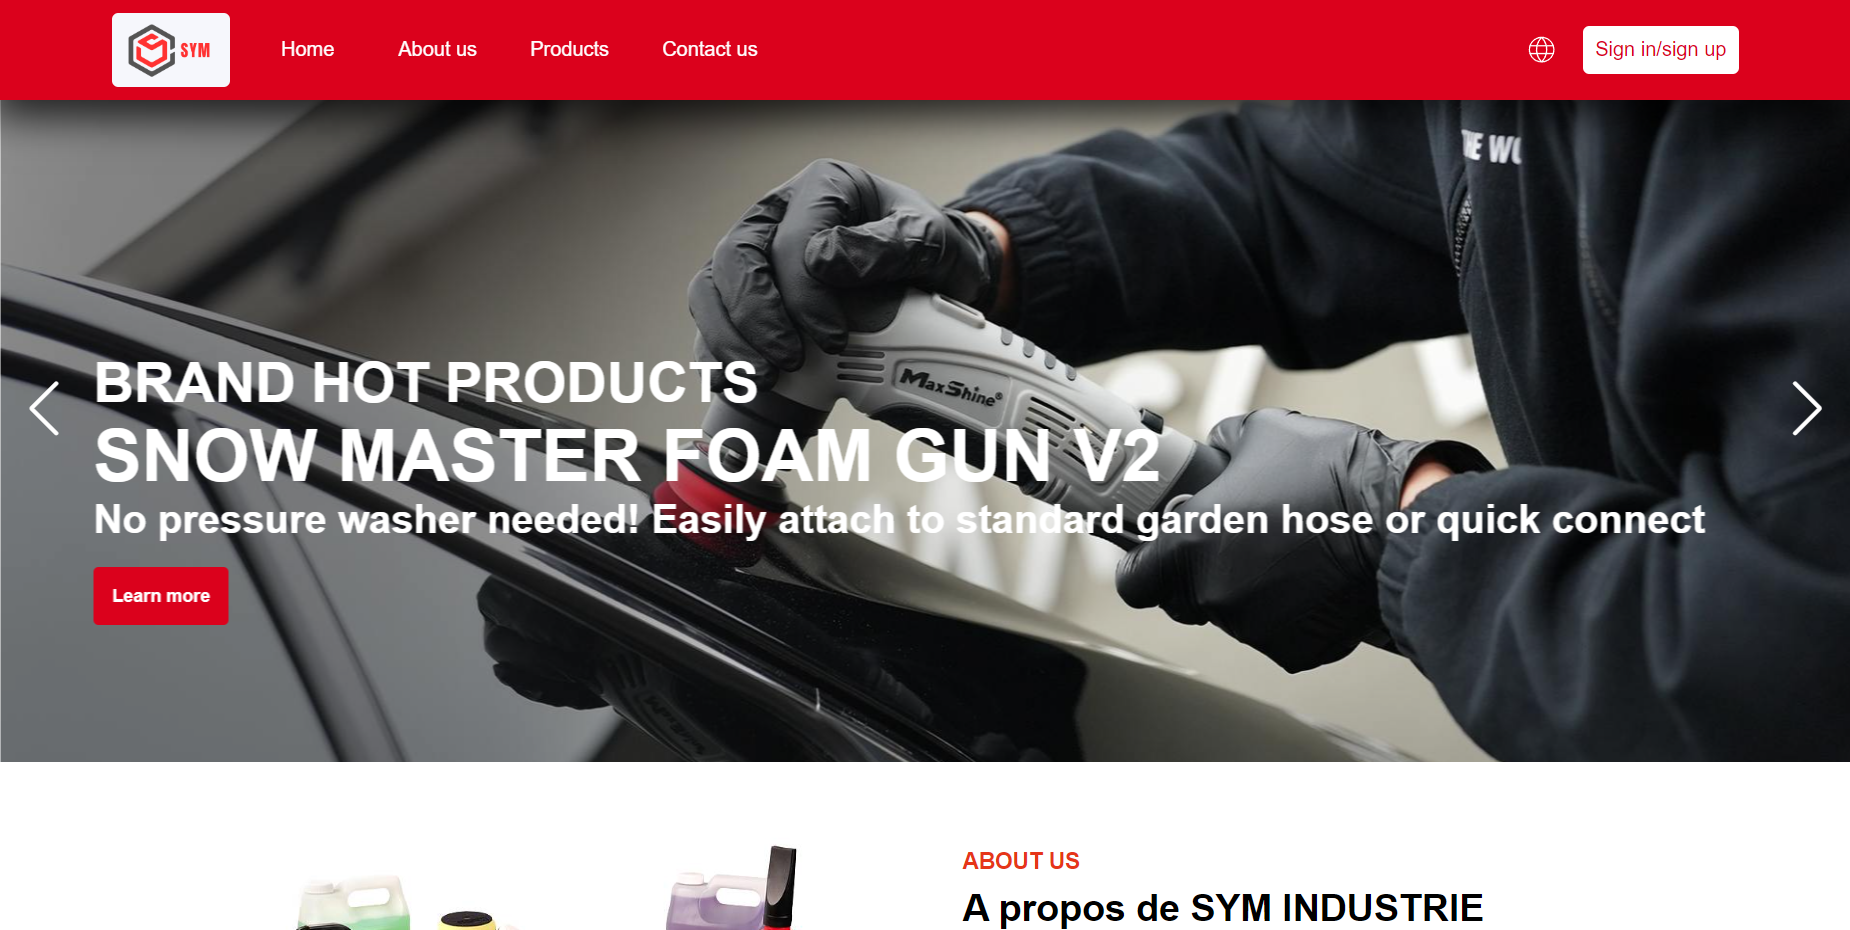 SYM
Home
About us
Products
Contact us
Sign in/sign up
THE WO
MaxShine®
BRAND HOT PRODUCTS
SNOW MASTER FOAM GUN V2
No pressure washer needed! Easily attach to standard garden hose or quick connect
Learn more
ABOUT US
A propos de SYM INDUSTRIE